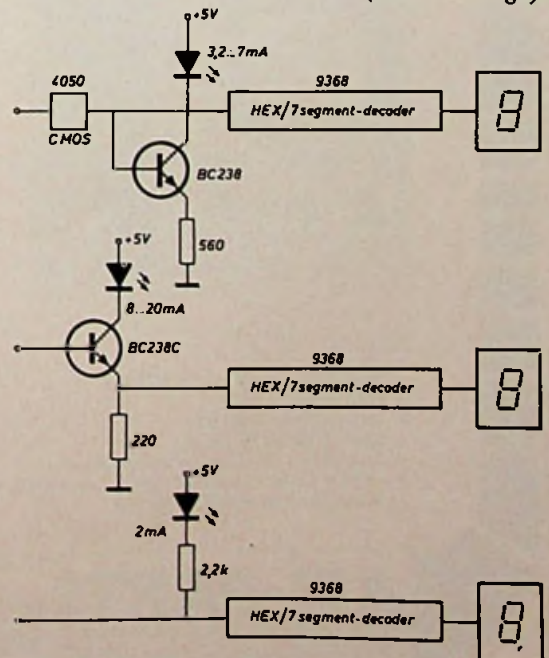 +5V
3,2...7mA
4050
CMOS
9368
HEX/7segment-decoder
BC238
560
+5V
8...20mA
BC238C
9368
HEX/7segment-decoder
220
+5V
2mA
2,2k
9368
HEX/7segment-decoder